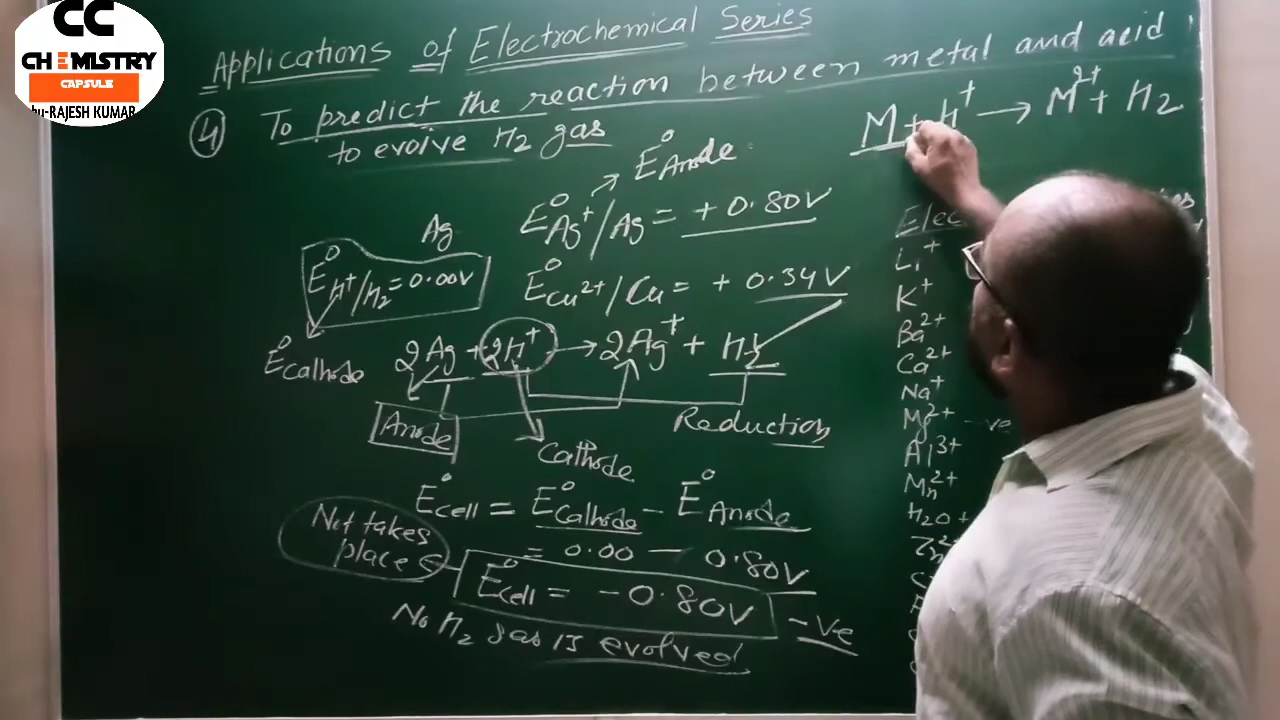 CC
CHEMISTRY
CAPSULE
by-RAJESH KUMAR
Applications of Electrochemical Series
④ To predict the reaction between metal and acid
to evolve H₂ gas
M + H⁺ → M²⁺ + H₂
E°Anode
E°Ag⁺/Ag = +0.80V
Ag
E°H⁺/H₂ = 0.00V
E°Cu²⁺/Cu = +0.34V
E°Cathode
2Ag + 2H⁺ → 2Ag⁺ + H₂
Anode
Reduction
Cathode
E°cell = E°Cathode - E°Anode
= 0.00 - 0.80V
Not takes
place
E°cell = -0.80V
-ve
No H₂ gas is evolved
Li⁺
K⁺
Ba²⁺
Ca²⁺
Na⁺
Mg²⁺ -ve
Al³⁺
Mn²⁺
H₂O +
Zn²⁺